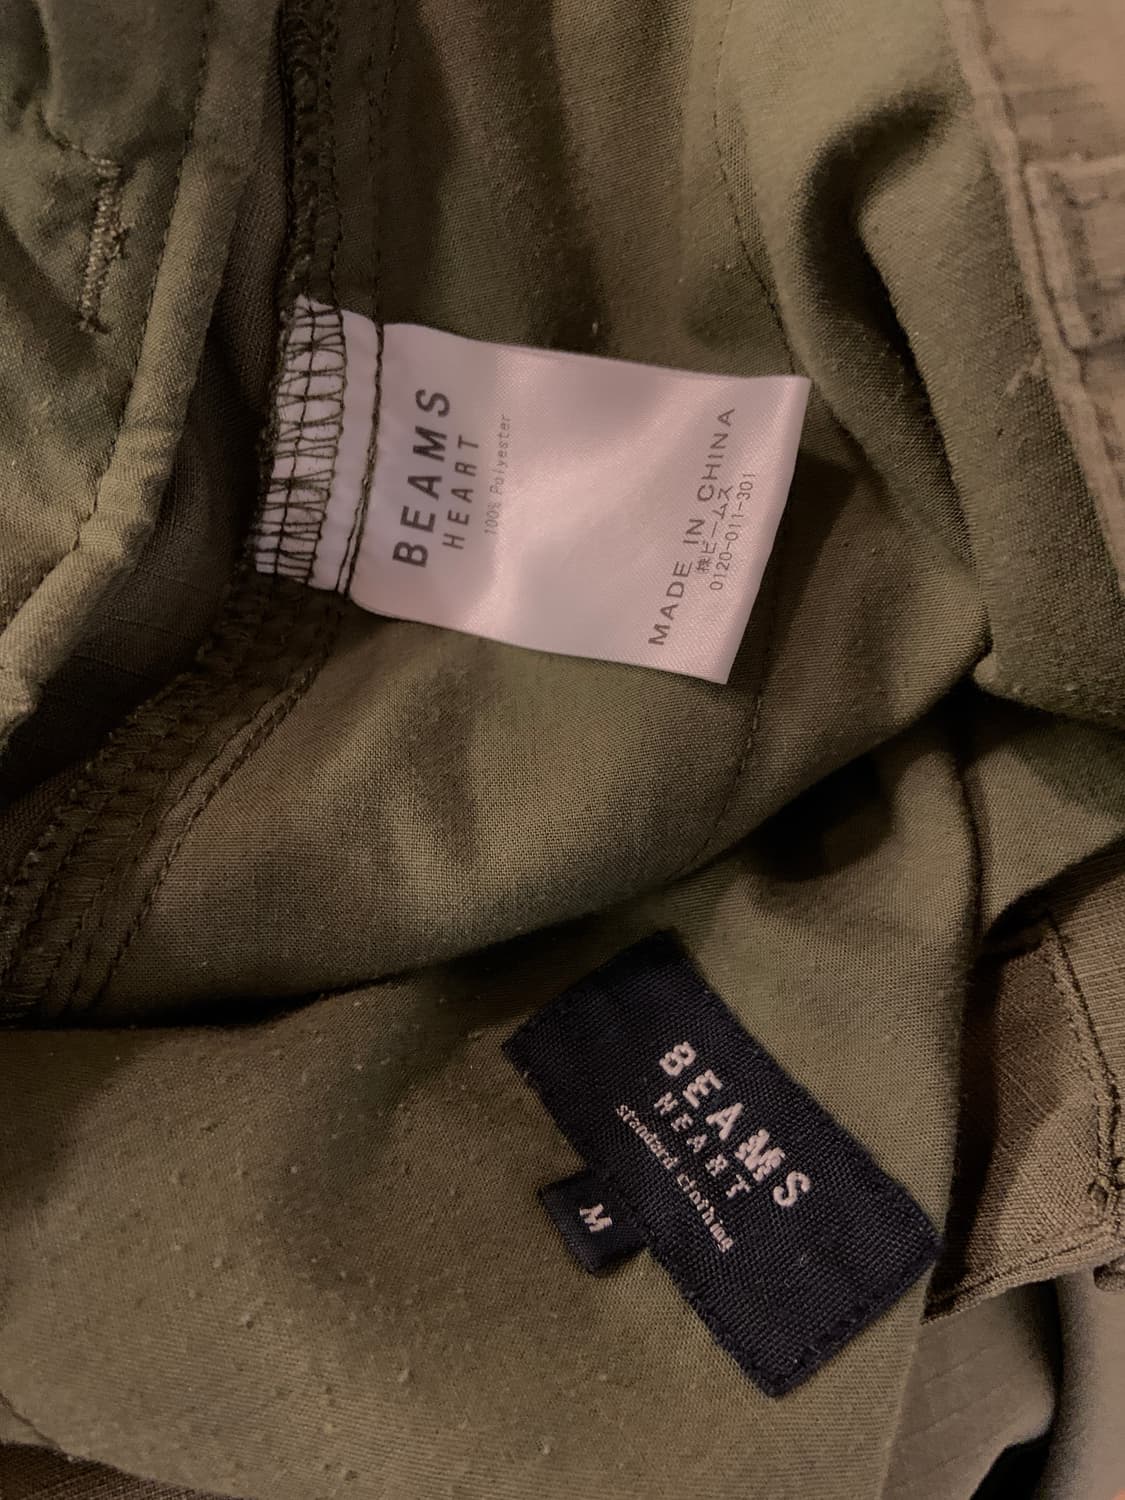 BEAMS
HEART
100% Polyester
MADE IN CHINA
㈱ビームス
0120-011-301
BEAMS
HEART
standard clothing
M